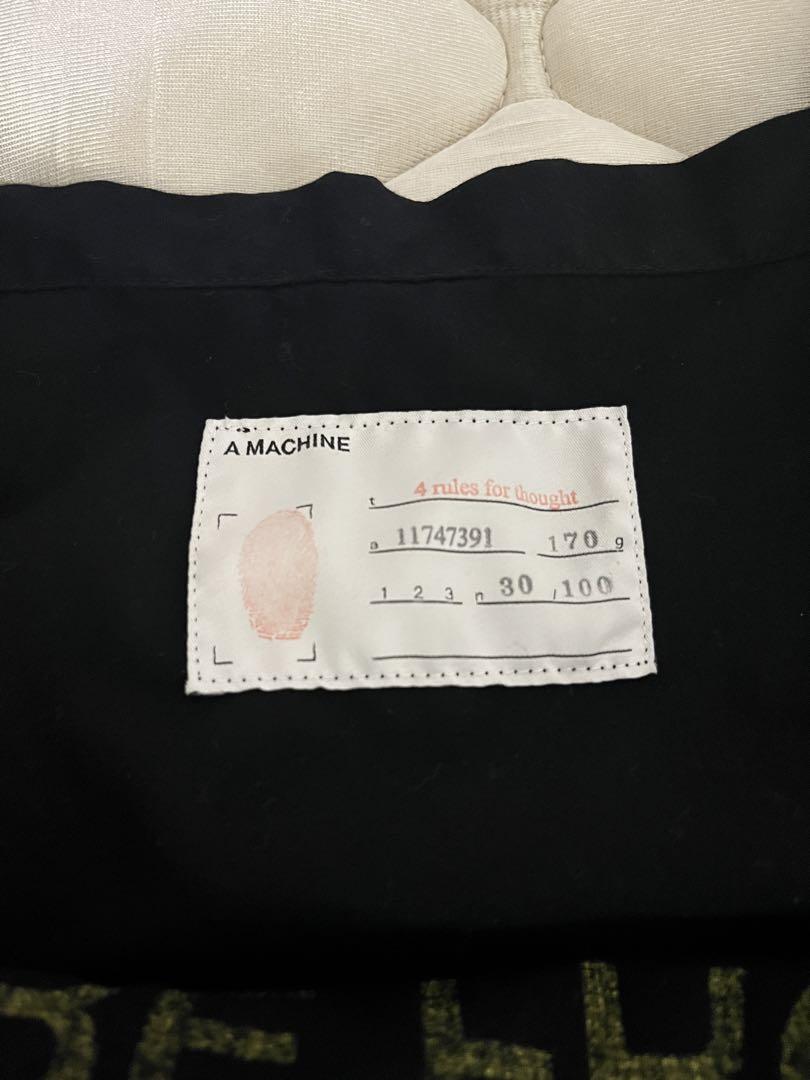 A MACHINE
t 4 rules for thought
a 11747391 170 g
1 2 3 n 30 / 100